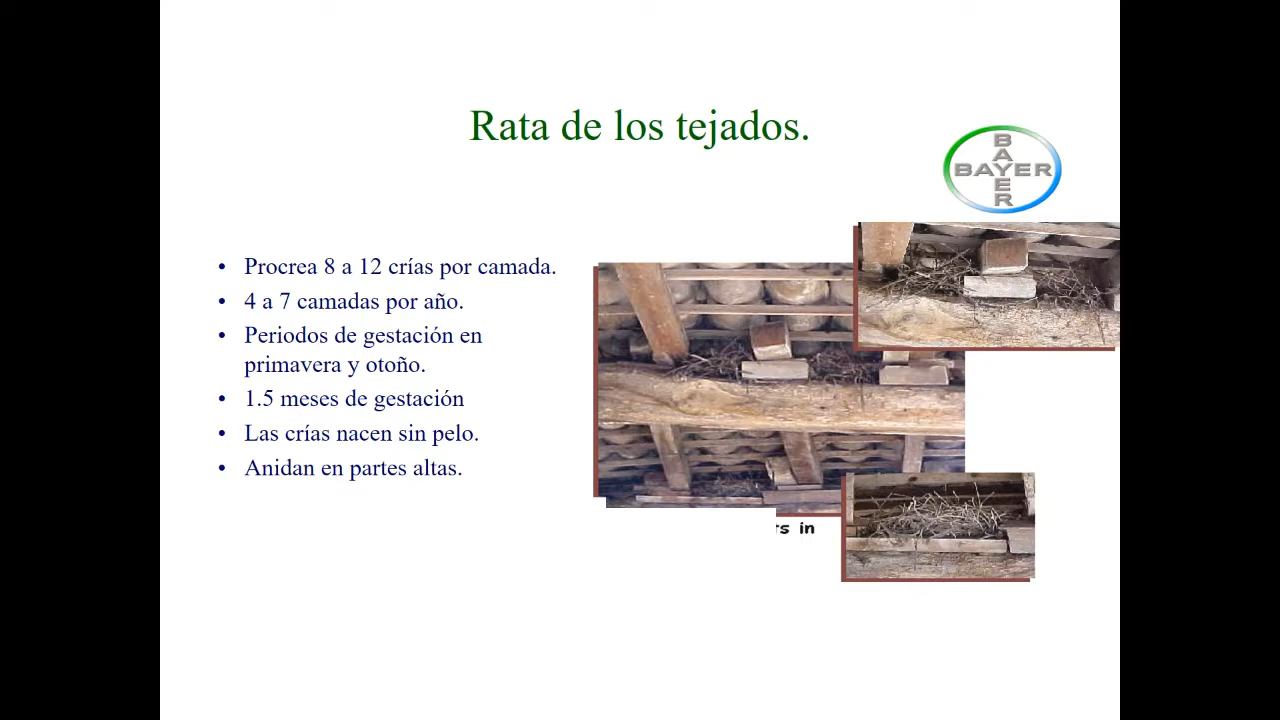 Rata de los tejados.
BAYER
BAYER
• Procrea 8 a 12 crías por camada.
• 4 a 7 camadas por año.
• Periodos de gestación en
primavera y otoño.
• 1.5 meses de gestación
• Las crías nacen sin pelo.
• Anidan en partes altas.
in